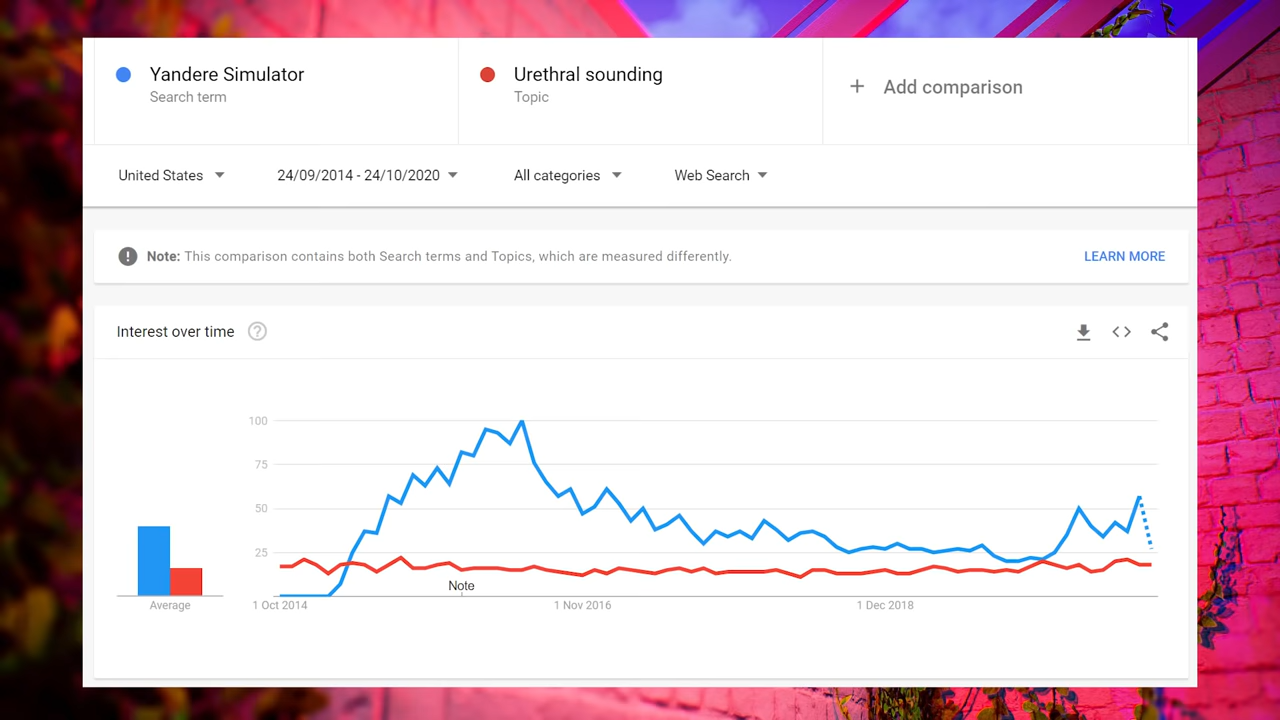 Yandere Simulator
Search term
Urethral sounding
Topic
+ Add comparison
United States
24/09/2014 - 24/10/2020
All categories
Web Search
Note: This comparison contains both Search terms and Topics, which are measured differently.
LEARN MORE
Interest over time
100
75
50
25
Note
Average
1 Oct 2014
1 Nov 2016
1 Dec 2018